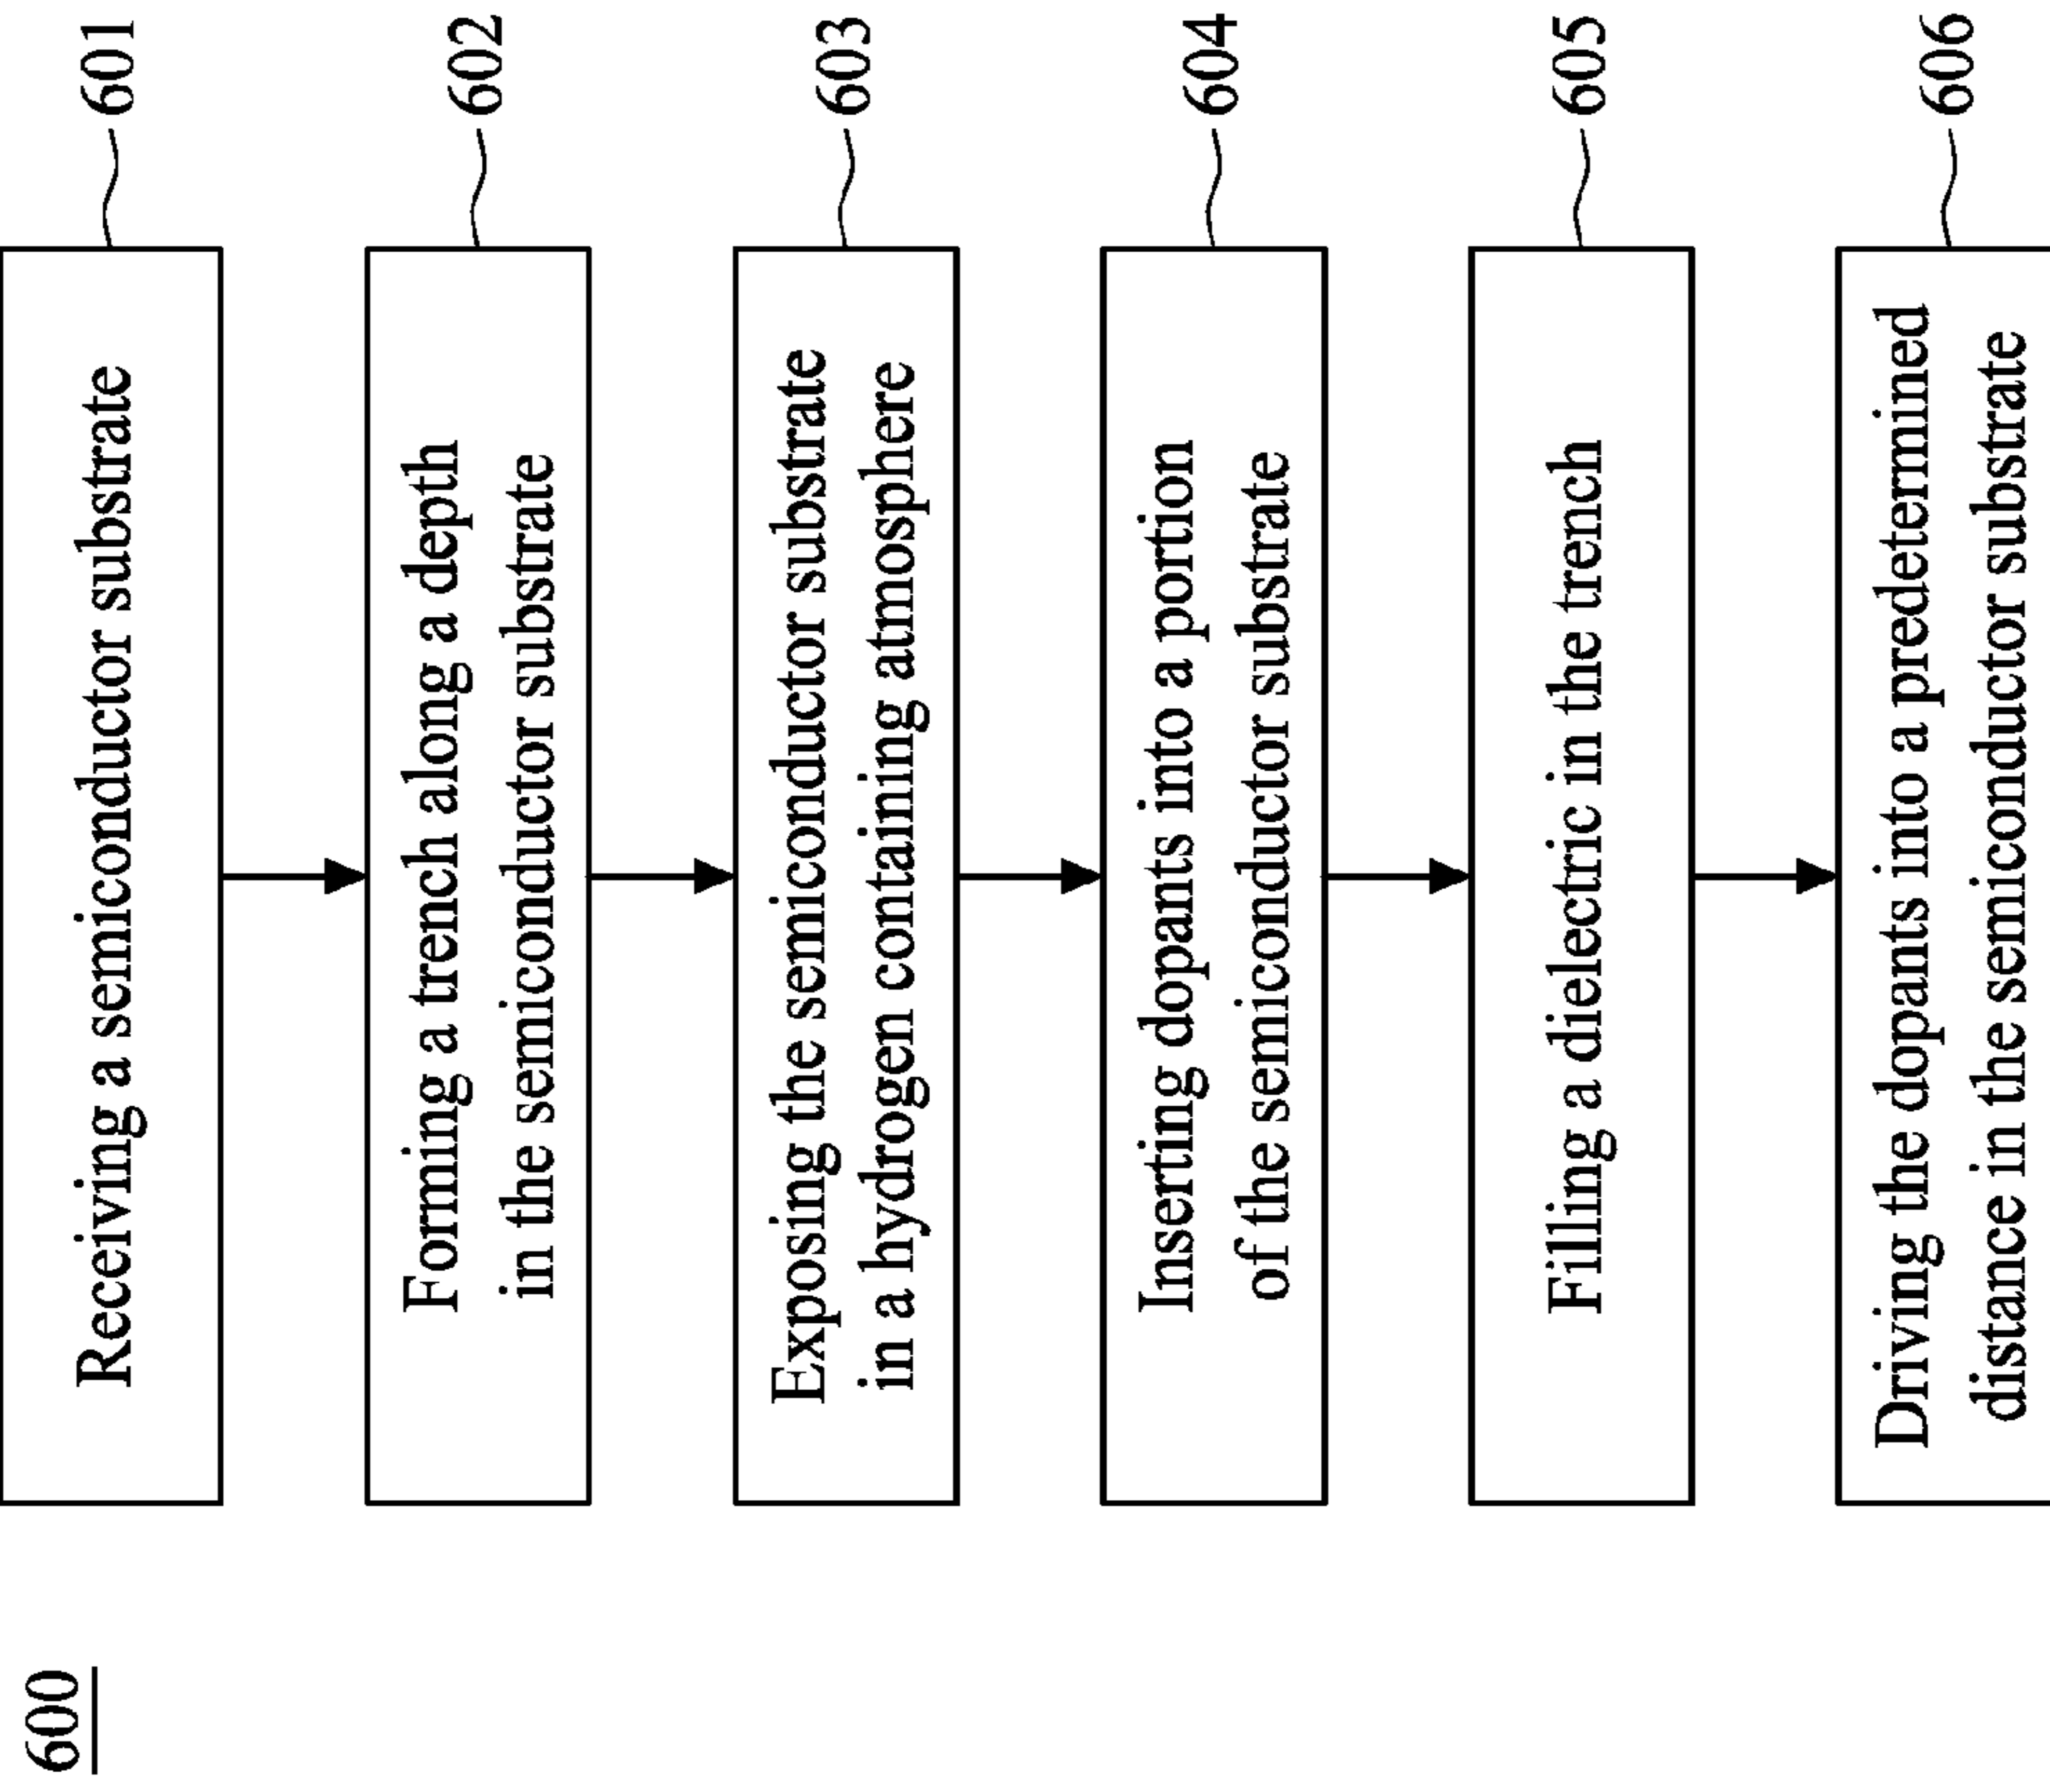 600
Receiving a semiconductor substrate
601
Forming a trench along a depth
in the semiconductor substrate
602
Exposing the semiconductor substrate
in a hydrogen containing atmosphere
603
Inserting dopants into a portion
of the semiconductor substrate
604
Filling a dielectric in the trench
605
Driving the dopants into a predetermined
distance in the semiconductor substrate
606